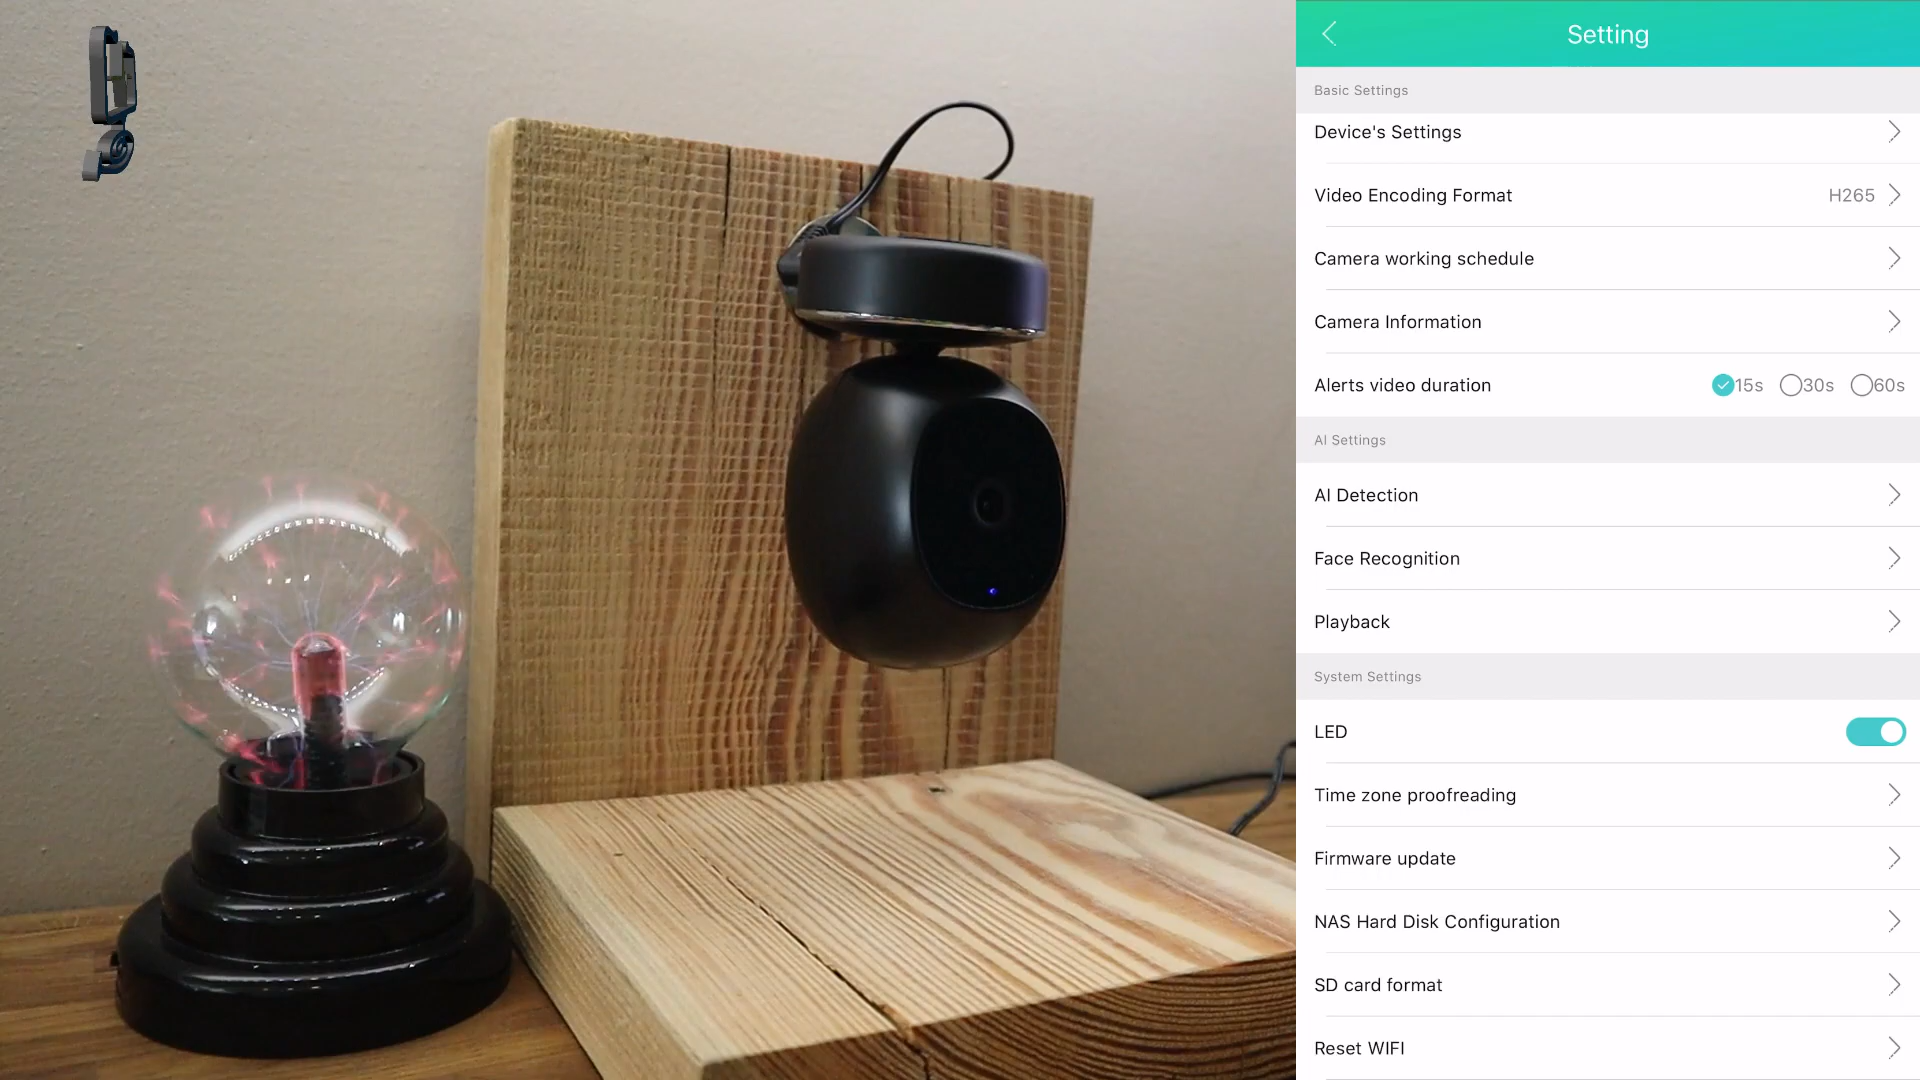 Setting
Basic Settings
Device's Settings
Video Encoding Format H265
Camera working schedule
Camera Information
Alerts video duration 15s 30s 60s
AI Settings
AI Detection
Face Recognition
Playback
System Settings
LED
Time zone proofreading
Firmware update
NAS Hard Disk Configuration
SD card format
Reset WIFI